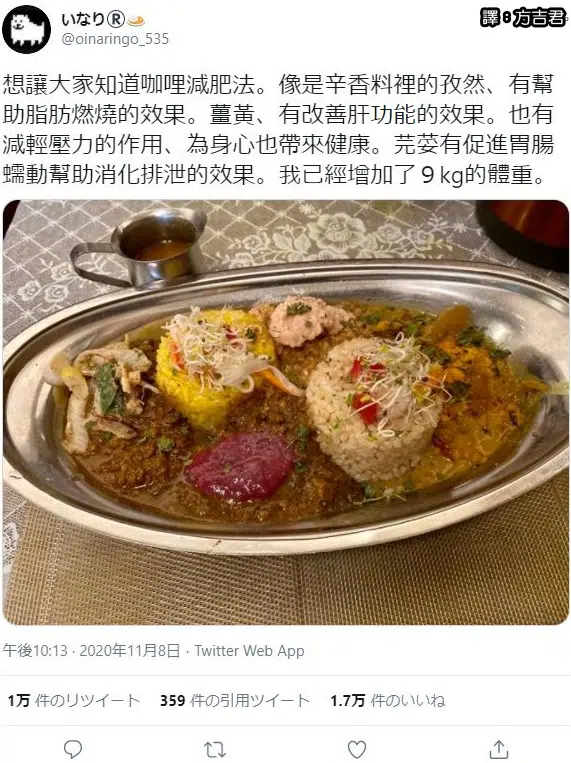 いなり®🍛
譯8方吉君
@oinaringo_535
想讓大家知道咖哩減肥法。像是辛香料裡的孜然、有幫
助脂肪燃燒的效果。薑黃、有改善肝功能的效果。也有
減輕壓力的作用、為身心也帶來健康。芫荽有促進胃腸
蠕動幫助消化排泄的效果。我已經增加了９kg的體重。
午後10:13 · 2020年11月8日 · Twitter Web App
1万 件のリツイート 359 件の引用ツイート 1.7万 件のいいね